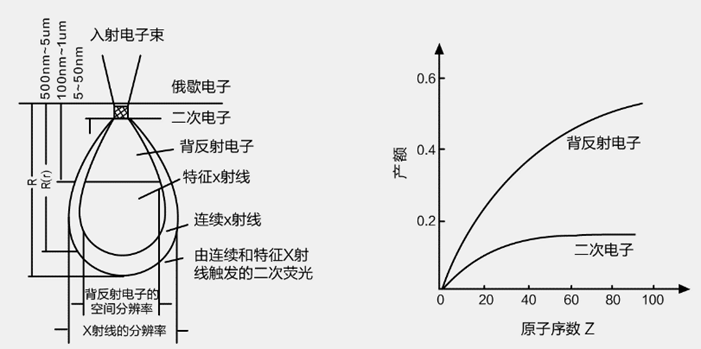 入射电子束
500nm~5um
100nm~1um
5~50nm
俄歇电子
二次电子
背反射电子
特征x射线
R
R(r)
连续x射线
由连续和特征X射
线触发的二次荧光
背反射电子的
空间分辨率
X射线的分辨率
产额
0.6
0.4
0.2
背反射电子
二次电子
0
20
40
60
80
100
原子序数 Z